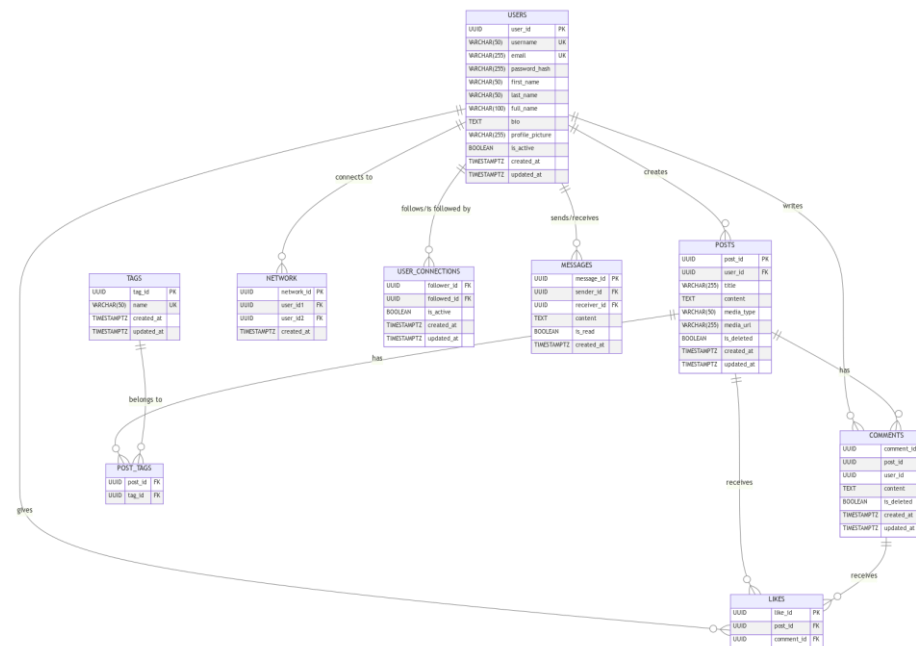 USERS
UUID user_id PK
VARCHAR(50) username UK
VARCHAR(255) email UK
VARCHAR(255) password_hash
VARCHAR(50) first_name
VARCHAR(50) last_name
VARCHAR(100) full_name
TEXT bio
VARCHAR(255) profile_picture
BOOLEAN is_active
TIMESTAMPTZ created_at
TIMESTAMPTZ updated_at
connects to
follows/is followed by
sends/receives
creates
writes
TAGS
UUID tag_id PK
VARCHAR(50) name UK
TIMESTAMPTZ created_at
TIMESTAMPTZ updated_at
NETWORK
UUID network_id PK
UUID user_id1 FK
UUID user_id2 FK
TIMESTAMPTZ created_at
USER_CONNECTIONS
UUID follower_id FK
UUID followed_id FK
BOOLEAN is_active
TIMESTAMPTZ created_at
TIMESTAMPTZ updated_at
MESSAGES
UUID message_id PK
UUID sender_id FK
UUID receiver_id FK
TEXT content
BOOLEAN is_read
TIMESTAMPTZ created_at
POSTS
UUID post_id PK
UUID user_id FK
VARCHAR(255) title
TEXT content
VARCHAR(50) media_type
VARCHAR(255) media_url
BOOLEAN is_deleted
TIMESTAMPTZ created_at
TIMESTAMPTZ updated_at
has
has
belongs to
POST_TAGS
UUID post_id FK
UUID tag_id FK
COMMENTS
UUID comment_id
UUID post_id
UUID user_id
TEXT content
BOOLEAN is_deleted
TIMESTAMPTZ created_at
TIMESTAMPTZ updated_at
receives
gives
receives
LIKES
UUID like_id PK
UUID post_id FK
UUID comment_id FK